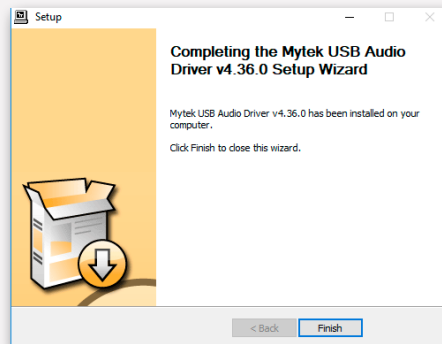 Setup
Completing the Mytek USB Audio
Driver v4.36.0 Setup Wizard
Mytek USB Audio Driver v4.36.0 has been installed on your
computer.
Click Finish to close this wizard.
< Back
Finish